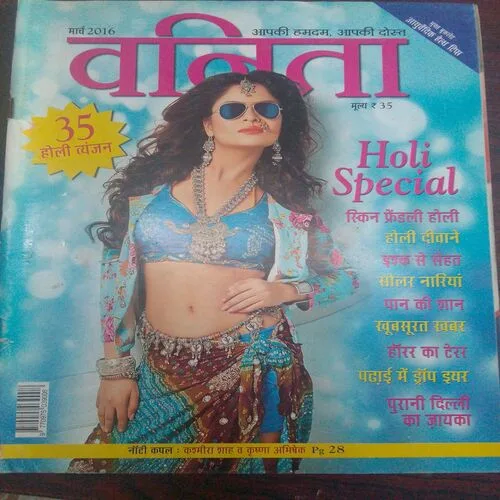 मार्च 2016
आपकी हमदम, आपकी दोस्त
वनिता
मूल्य ₹ 35
35
होली व्यंजन
Holi
Special
स्किन फ्रैंडली होली
होली दीवाने
इश्क से सेहत
सोलर नारियां
पान की शान
खूबसूरत खबर
हॉरर का टेरर
पढ़ाई में ड्रॉप इयर
पुरानी दिल्ली
का जायका
नॉटी कपल : कश्मीरा शाह व कृष्णा अभिषेक Pg 28